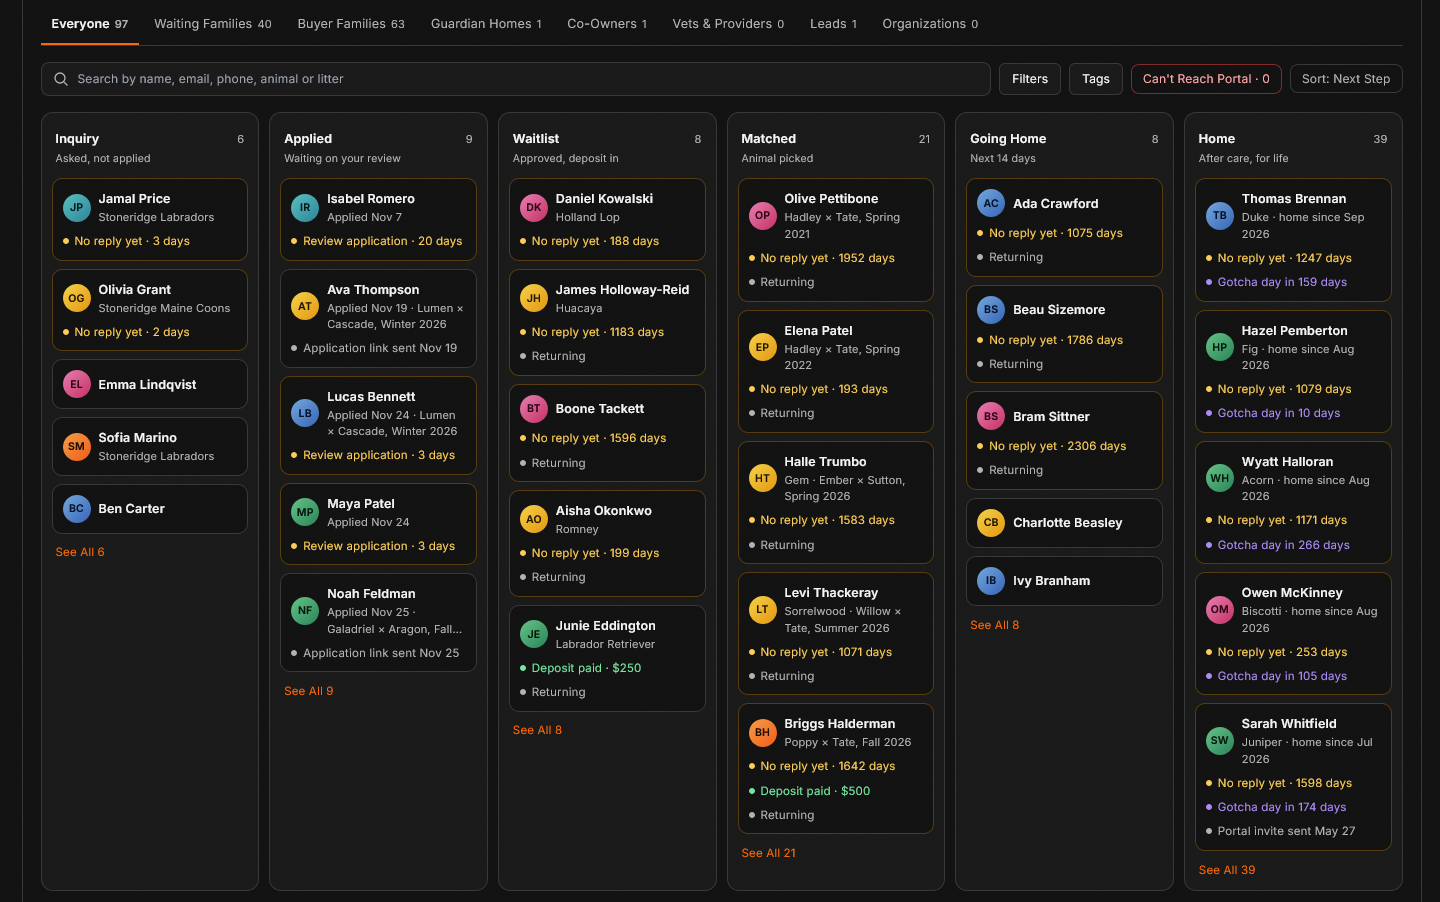 Everyone 97
Waiting Families 40
Buyer Families 63
Guardian Homes 1
Co-Owners 1
Vets & Providers 0
Leads 1
Organizations 0
Search by name, email, phone, animal or litter
Filters
Tags
Can't Reach Portal · 0
Sort: Next Step
Inquiry 6
Asked, not applied
JP
Jamal Price
Stoneridge Labradors
No reply yet · 3 days
OG
Olivia Grant
Stoneridge Maine Coons
No reply yet · 2 days
EL
Emma Lindqvist
SM
Sofia Marino
Stoneridge Labradors
BC
Ben Carter
See All 6
Applied 9
Waiting on your review
IR
Isabel Romero
Applied Nov 7
Review application · 20 days
AT
Ava Thompson
Applied Nov 19 · Lumen ×
Cascade, Winter 2026
Application link sent Nov 19
LB
Lucas Bennett
Applied Nov 24 · Lumen
× Cascade, Winter 2026
Review application · 3 days
MP
Maya Patel
Applied Nov 24
Review application · 3 days
NF
Noah Feldman
Applied Nov 25 ·
Galadriel × Aragon, Fall...
Application link sent Nov 25
See All 9
Waitlist 8
Approved, deposit in
DK
Daniel Kowalski
Holland Lop
No reply yet · 188 days
JH
James Holloway-Reid
Huacaya
No reply yet · 1183 days
Returning
BT
Boone Tackett
No reply yet · 1596 days
Returning
AO
Aisha Okonkwo
Romney
No reply yet · 199 days
Returning
JE
Junie Eddington
Labrador Retriever
Deposit paid · $250
Returning
See All 8
Matched 21
Animal picked
OP
Olive Pettibone
Hadley × Tate, Spring
2021
No reply yet · 1952 days
Returning
EP
Elena Patel
Hadley × Tate, Spring
2022
No reply yet · 193 days
Returning
HT
Halle Trumbo
Gem · Ember × Sutton,
Spring 2026
No reply yet · 1583 days
Returning
LT
Levi Thackeray
Sorrelwood · Willow ×
Tate, Summer 2026
No reply yet · 1071 days
Returning
BH
Briggs Halderman
Poppy × Tate, Fall 2026
No reply yet · 1642 days
Deposit paid · $500
Returning
See All 21
Going Home 8
Next 14 days
AC
Ada Crawford
No reply yet · 1075 days
Returning
BS
Beau Sizemore
No reply yet · 1786 days
Returning
BS
Bram Sittner
No reply yet · 2306 days
Returning
CB
Charlotte Beasley
IB
Ivy Branham
See All 8
Home 39
After care, for life
TB
Thomas Brennan
Duke · home since Sep
2026
No reply yet · 1247 days
Gotcha day in 159 days
HP
Hazel Pemberton
Fig · home since Aug
2026
No reply yet · 1079 days
Gotcha day in 10 days
WH
Wyatt Halloran
Acorn · home since Aug
2026
No reply yet · 1171 days
Gotcha day in 266 days
OM
Owen McKinney
Biscotti · home since Aug
2026
No reply yet · 253 days
Gotcha day in 105 days
SW
Sarah Whitfield
Juniper · home since Jul
2026
No reply yet · 1598 days
Gotcha day in 174 days
Portal invite sent May 27
See All 39